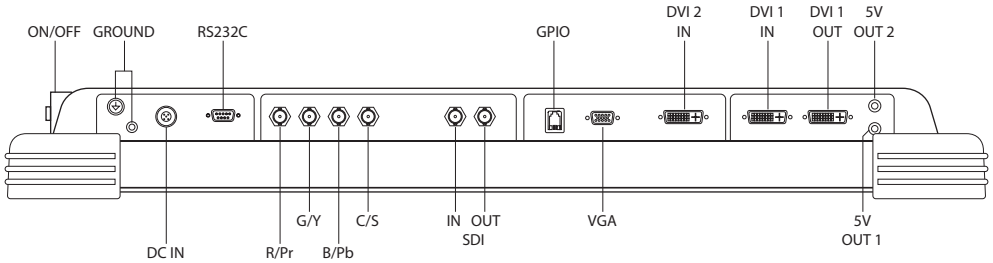 ON/OFF
GROUND
RS232C
GPIO
DVI 2
IN
DVI 1
IN
DVI 1
OUT
5V
OUT 2
DC IN
R/Pr
G/Y
B/Pb
C/S
IN OUT
SDI
VGA
5V
OUT 1